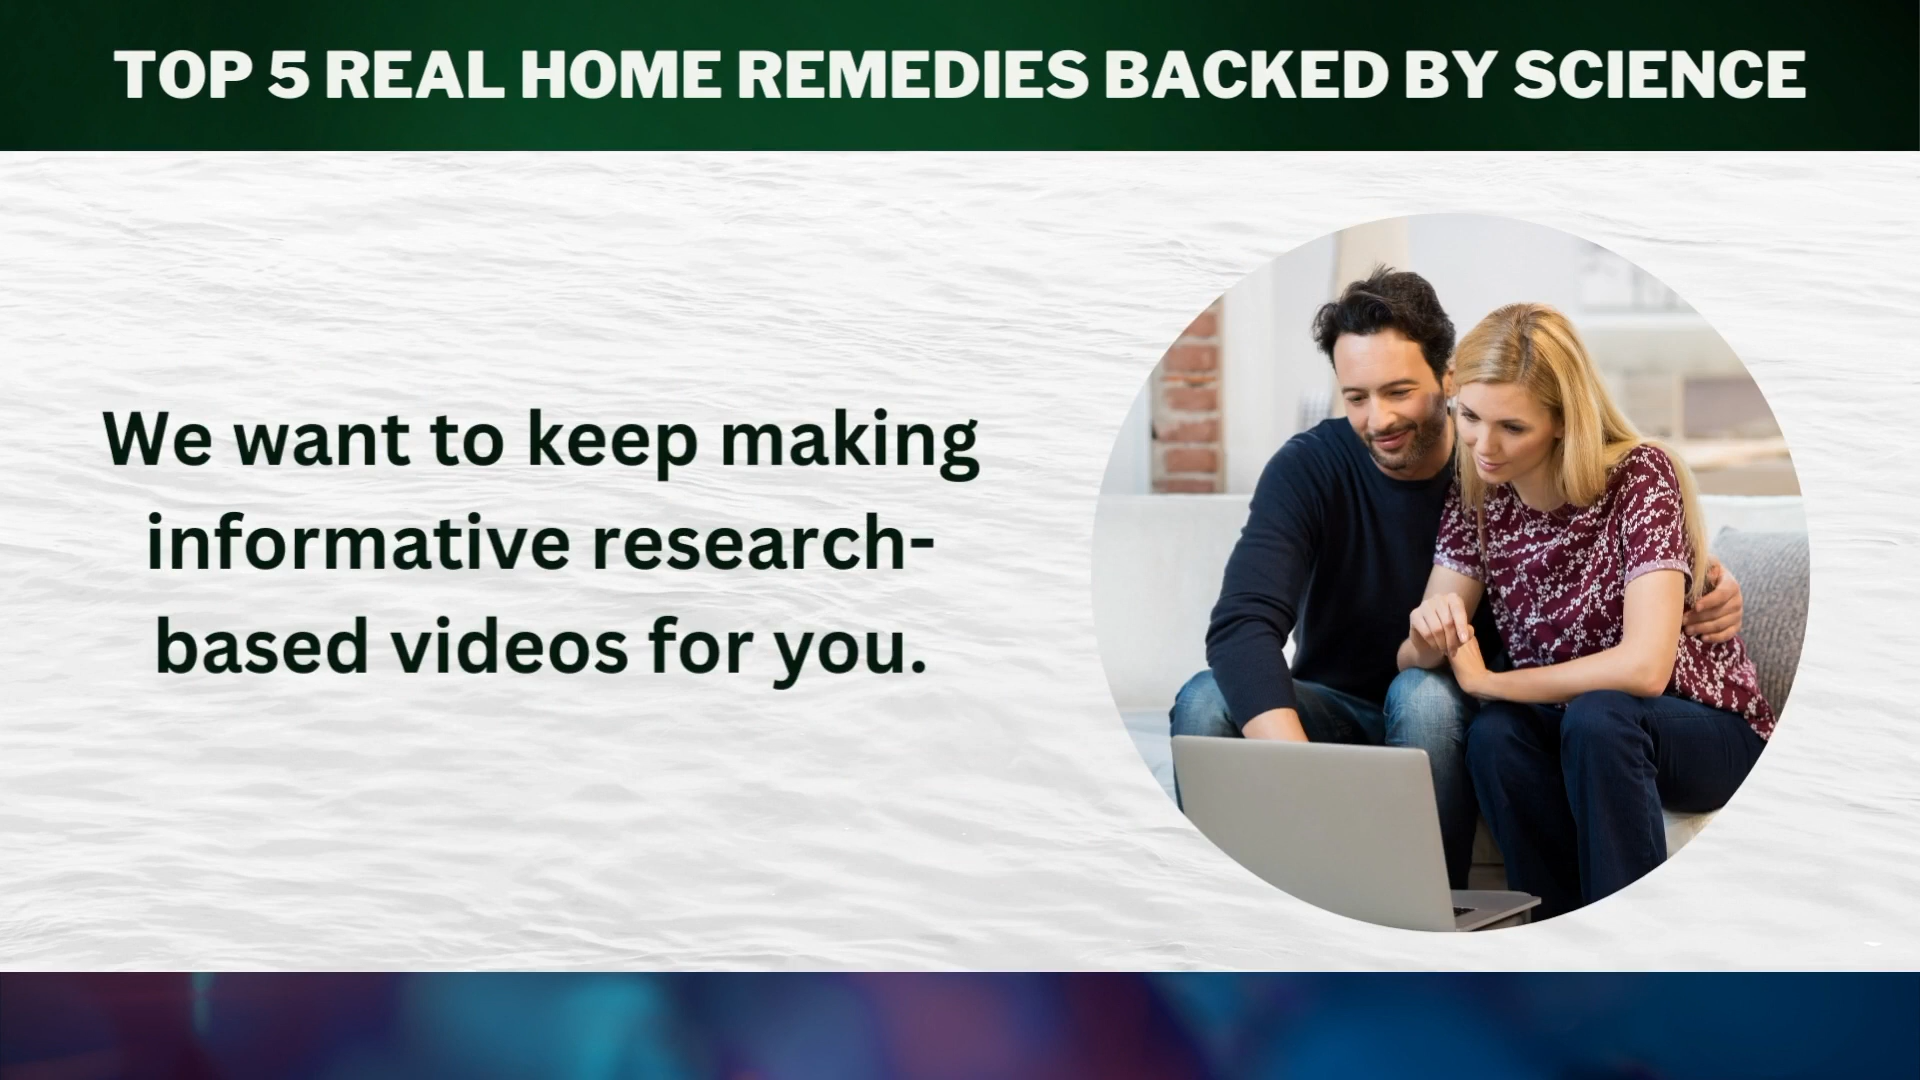 TOP 5 REAL HOME REMEDIES BACKED BY SCIENCE
We want to keep making
informative research-
based videos for you.